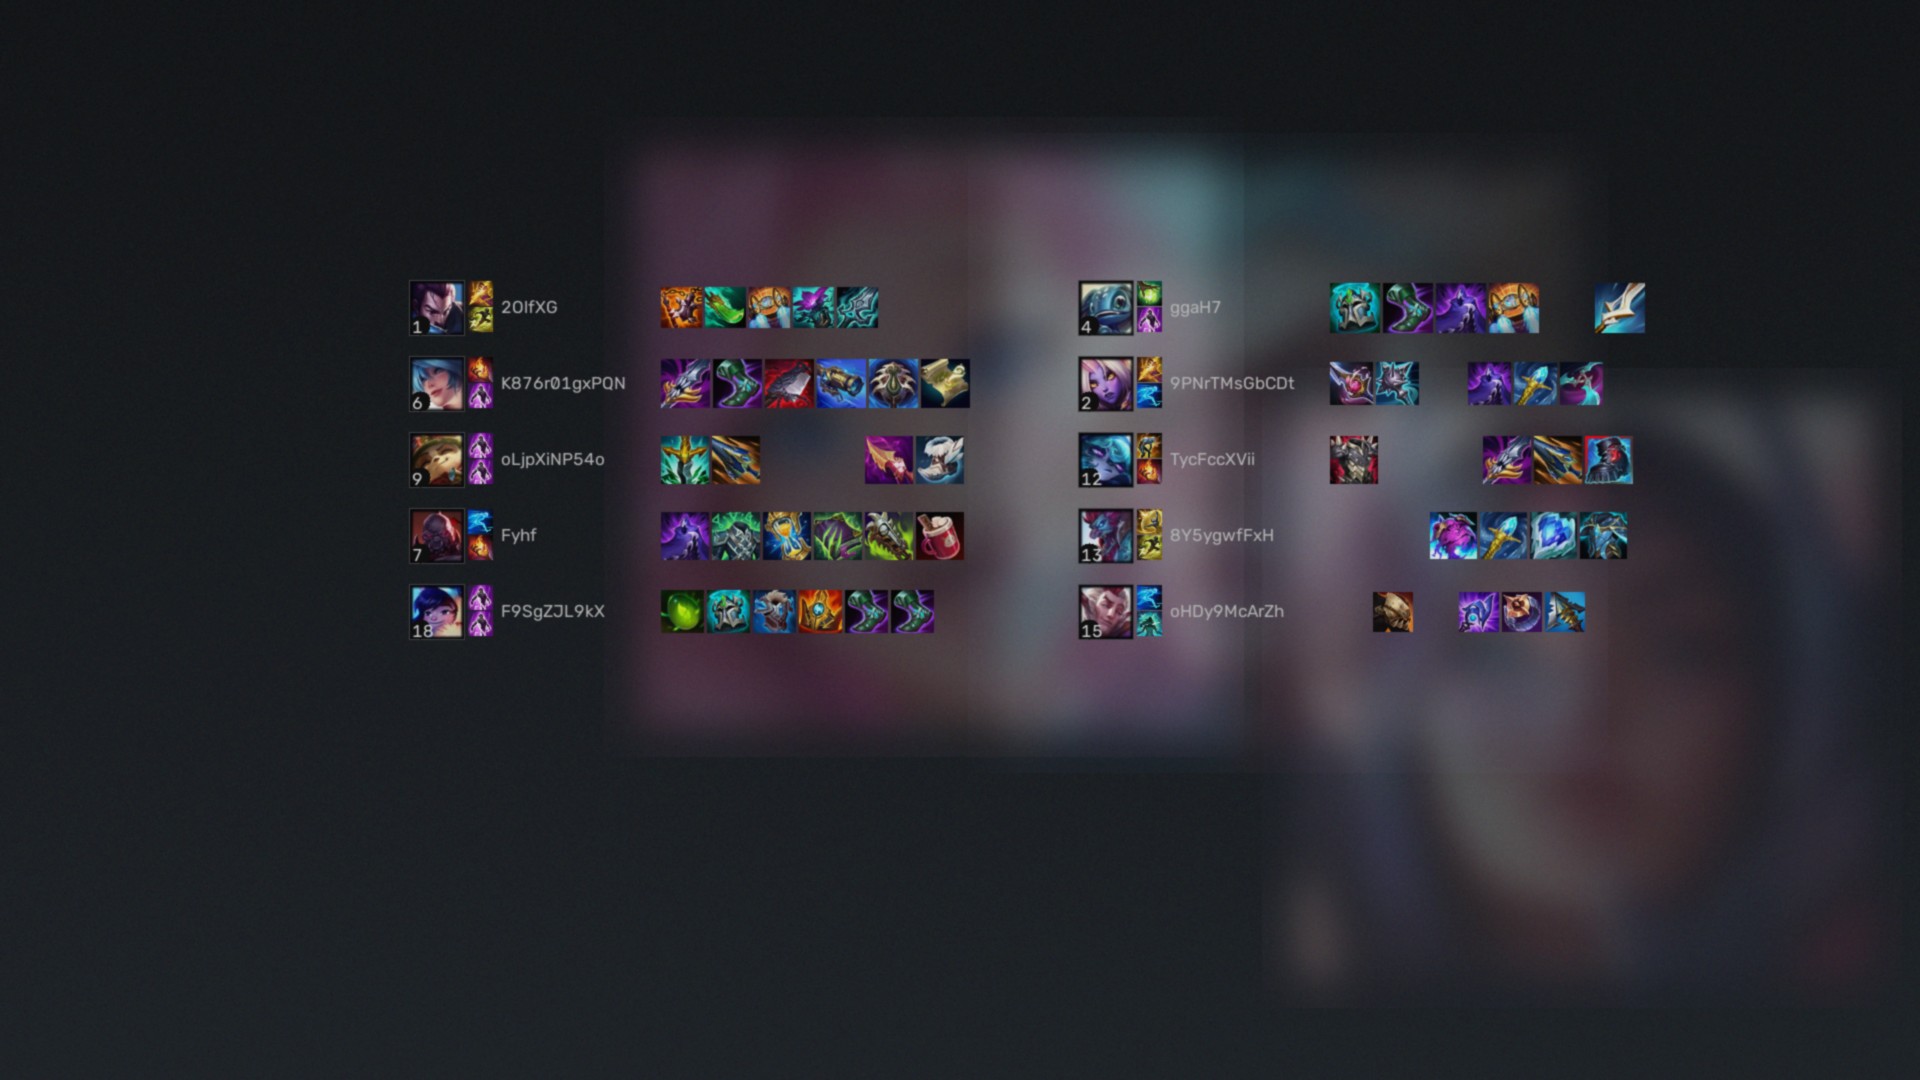 1 2OIfXG
6 K876r01gxPQN
9 oLjpXiNP54o
7 Fyhf
18 F9SgZJL9kX
4 ggaH7
2 9PNrTMsGbCDt
12 TycFccXVii
13 8Y5ygwfFxH
15 oHDy9McArZh